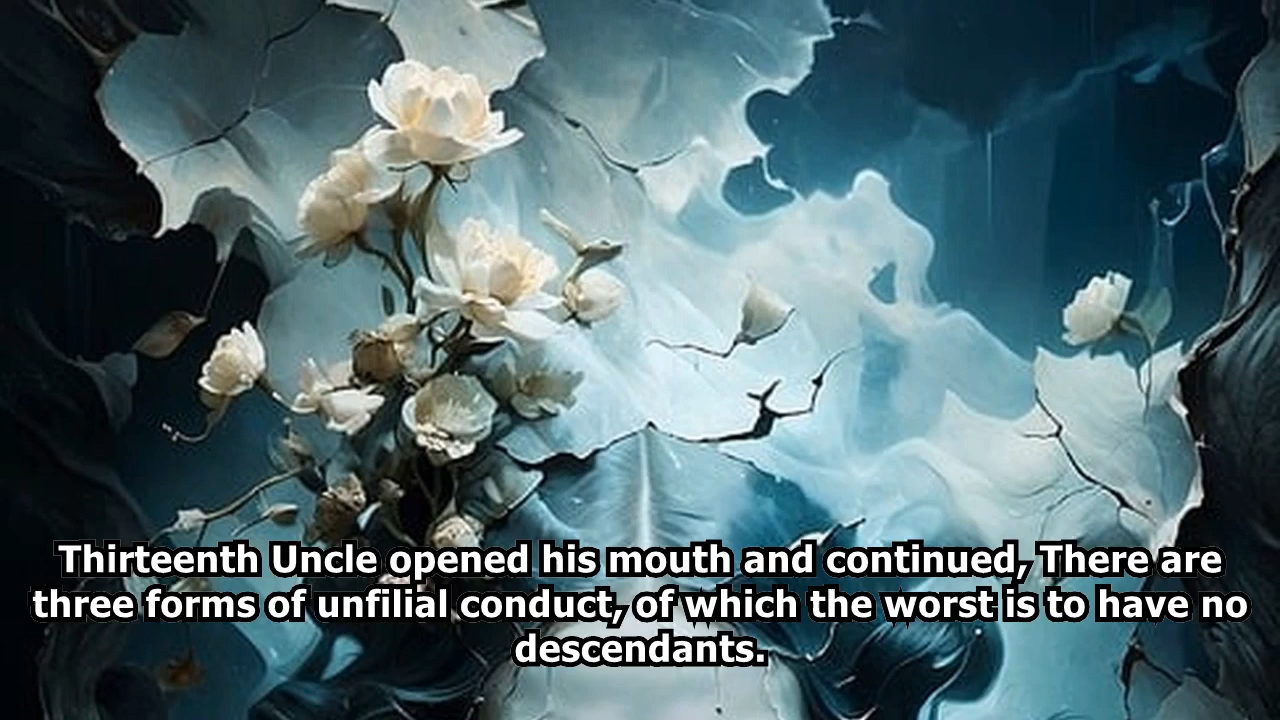 Thirteenth Uncle opened his mouth and continued, There are
three forms of unfilial conduct, of which the worst is to have no
descendants.